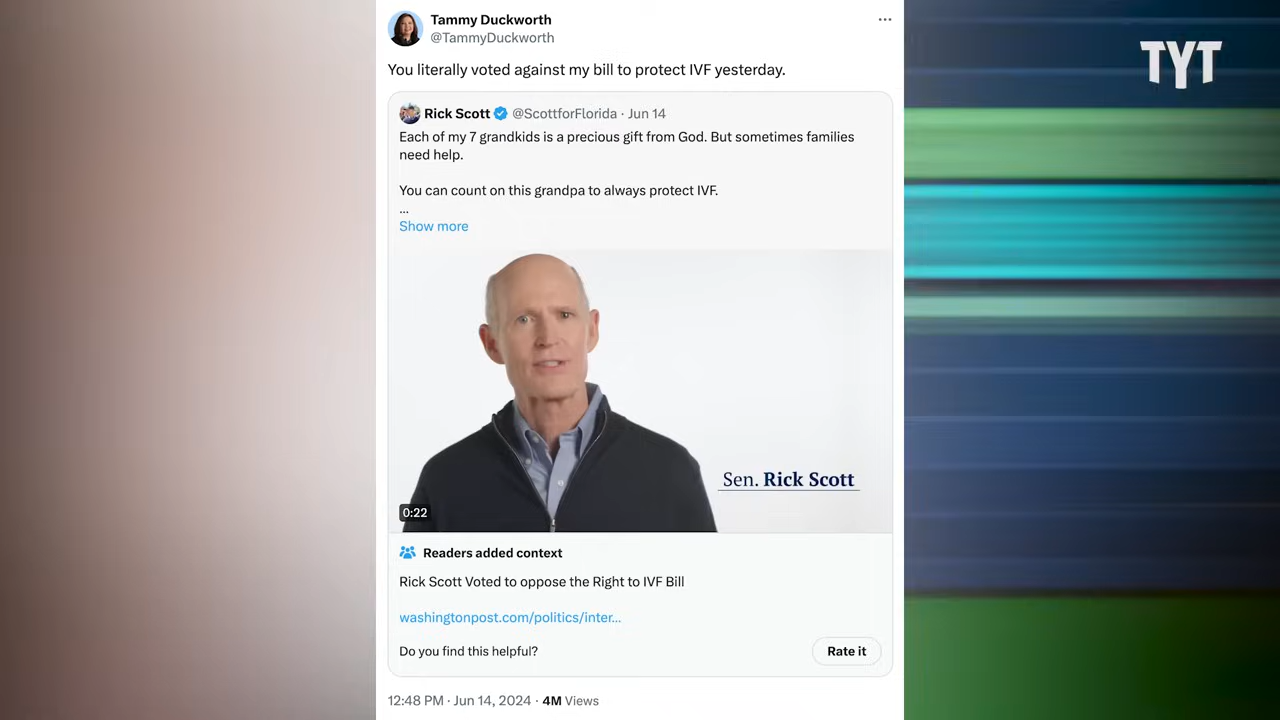 Tammy Duckworth
@TammyDuckworth
You literally voted against my bill to protect IVF yesterday.
Rick Scott @ScottforFlorida · Jun 14
Each of my 7 grandkids is a precious gift from God. But sometimes families
need help.
You can count on this grandpa to always protect IVF.
...
Show more
Sen. Rick Scott
0:22
Readers added context
Rick Scott Voted to oppose the Right to IVF Bill
washingtonpost.com/politics/inter...
Do you find this helpful?
Rate it
12:48 PM · Jun 14, 2024 · 4M Views
TYT